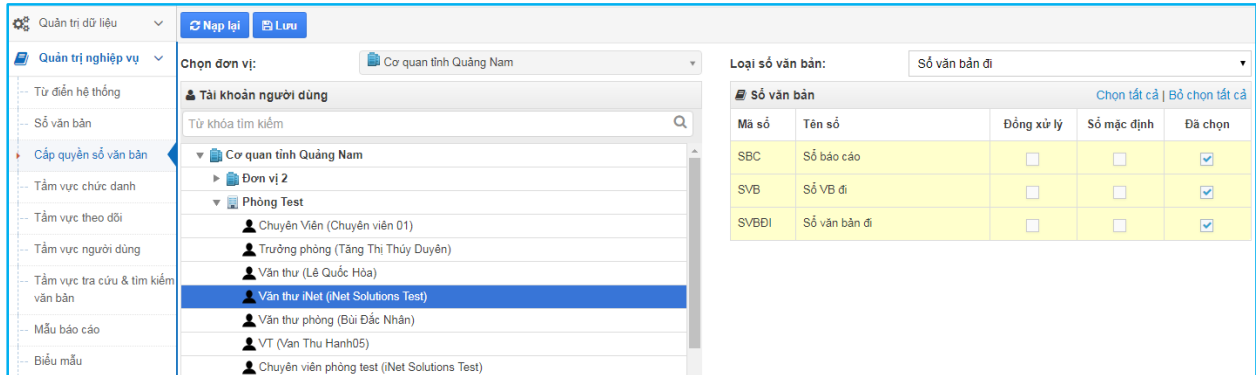 Quản trị dữ liệu
Quản trị nghiệp vụ
Từ điển hệ thống
Sổ văn bản
Cấp quyền sổ văn bản
Tầm vực chức danh
Tầm vực theo dõi
Tầm vực người dùng
Tầm vực tra cứu & tìm kiếm
văn bản
Mẫu báo cáo
Biểu mẫu
Nạp lại Lưu
Chọn đơn vị: Cơ quan tỉnh Quảng Nam
Tài khoản người dùng
Từ khóa tìm kiếm
Cơ quan tỉnh Quảng Nam
Đơn vị 2
Phòng Test
Chuyên Viên (Chuyên viên 01)
Trưởng phòng (Tăng Thị Thúy Duyên)
Văn thư (Lê Quốc Hòa)
Văn thư iNet (iNet Solutions Test)
Văn thư phòng (Bùi Đắc Nhân)
VT (Van Thu Hanh05)
Chuyên viên phòng test (iNet Solutions Test)
Loại sổ văn bản: Sổ văn bản đi
Sổ văn bản Chọn tất cả | Bỏ chọn tất cả
Mã sổ Tên sổ Đồng xử lý Sổ mặc định Đã chọn
SBC Sổ báo cáo
SVB Sổ VB đi
SVBĐI Sổ văn bản đi